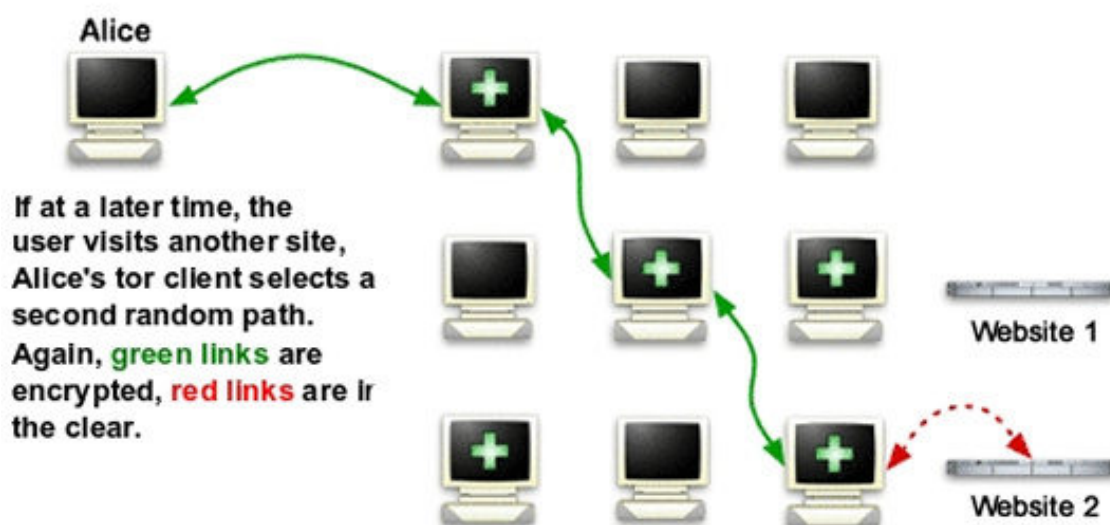 Alice
If at a later time, the
user visits another site,
Alice's tor client selects a
second random path.
Again, green links are
encrypted, red links are ir
the clear.
Website 1
Website 2